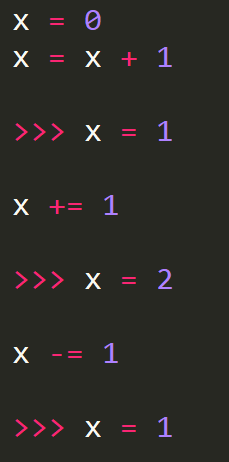 x = 0
x = x + 1
>>> x = 1
x += 1
>>> x = 2
x -= 1
>>> x = 1